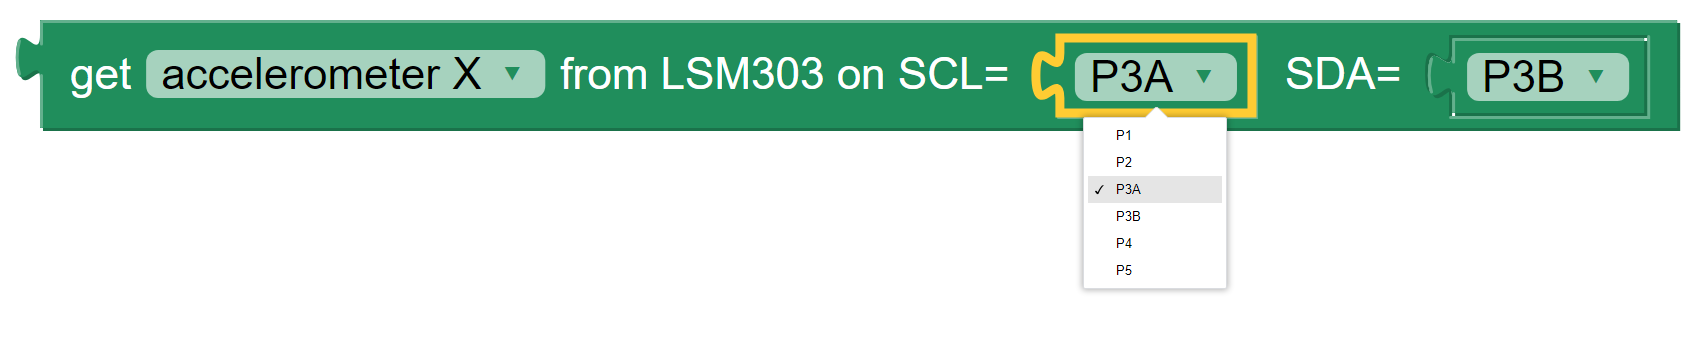 get accelerometer X ▼ from LSM303 on SCL= P3A ▼ SDA= P3B ▼
P1
P2
✓ P3A
P3B
P4
P5